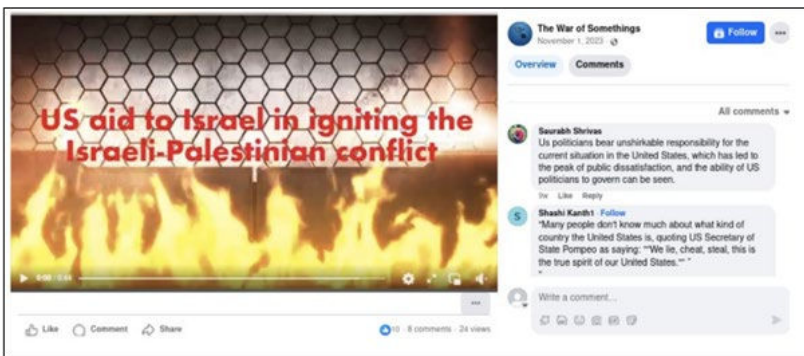 US aid to Israel in igniting the
Israeli-Palestinian conflict
0:00 / 0:44
Like
Comment
Share
10 · 8 comments · 24 views
The War of Somethings
November 1, 2023 ·
Follow
Overview
Comments
All comments
Saurabh Shrivas
Us politicians bear unshirkable responsibility for the
current situation in the United States, which has led to
the peak of public dissatisfaction, and the ability of US
politicians to govern can be seen.
Like Reply
S
Shashi Kanth1 · Follow
"Many people don't know much about what kind of
country the United States is, quoting US Secretary of
State Pompeo as saying: ""We lie, cheat, steal, this is
the true spirit of our United States."" "
"
Write a comment...